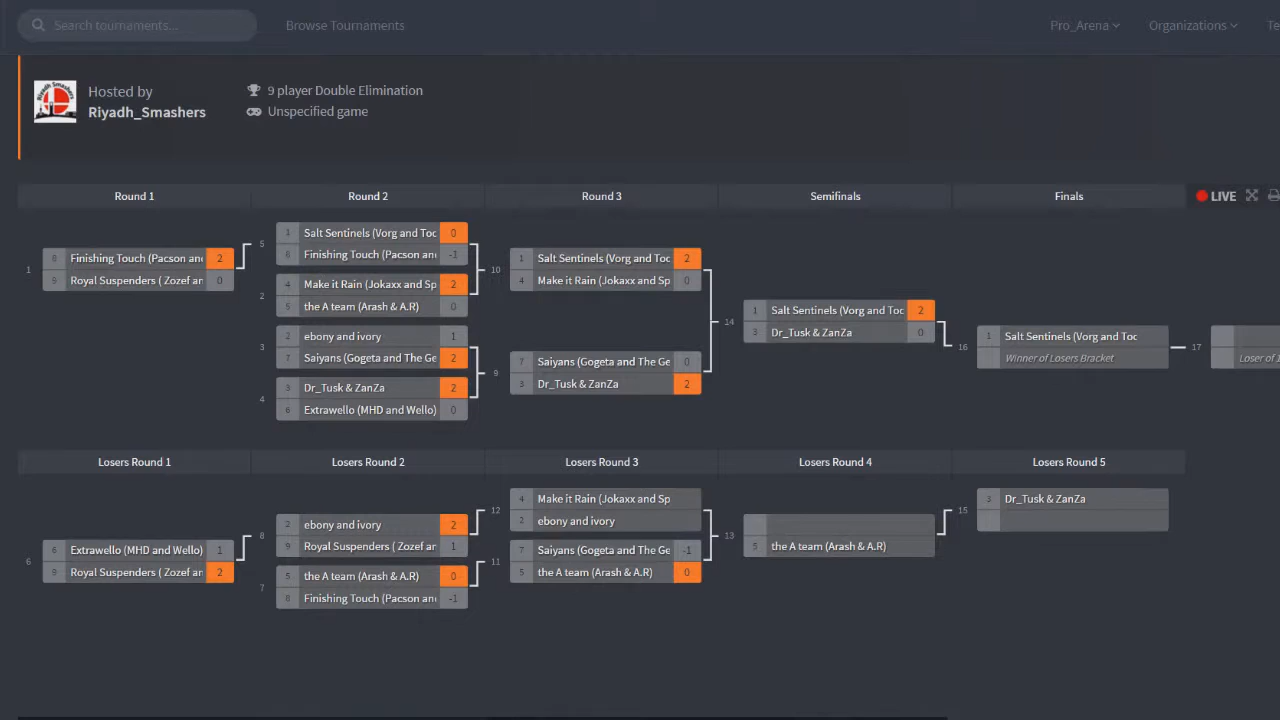 Search tournaments...
Browse Tournaments
Pro_Arena
Organizations
Te
Hosted by
Riyadh_Smashers
9 player Double Elimination
Unspecified game
Round 1
Round 2
Round 3
Semifinals
Finals
LIVE
1
8 Finishing Touch (Pacson an 2
9 Royal Suspenders ( Zozef ar 0
5
1 Salt Sentinels (Vorg and Toc 0
8 Finishing Touch (Pacson an -1
2
4 Make it Rain (Jokaxx and Sp 2
5 the A team (Arash & A.R) 0
3
2 ebony and ivory 1
7 Saiyans (Gogeta and The Ge 2
4
3 Dr_Tusk & ZanZa 2
6 Extrawello (MHD and Wello) 0
10
1 Salt Sentinels (Vorg and Toc 2
4 Make it Rain (Jokaxx and Sp 0
9
7 Saiyans (Gogeta and The Ge 0
3 Dr_Tusk & ZanZa 2
14
1 Salt Sentinels (Vorg and Toc 2
3 Dr_Tusk & ZanZa 0
16
1 Salt Sentinels (Vorg and Toc
Winner of Losers Bracket
17
Loser of 1
Losers Round 1
Losers Round 2
Losers Round 3
Losers Round 4
Losers Round 5
6
6 Extrawello (MHD and Wello) 1
9 Royal Suspenders ( Zozef ar 2
8
2 ebony and ivory 2
9 Royal Suspenders ( Zozef ar 1
7
5 the A team (Arash & A.R) 0
8 Finishing Touch (Pacson an -1
12
4 Make it Rain (Jokaxx and Sp
2 ebony and ivory
11
7 Saiyans (Gogeta and The Ge -1
5 the A team (Arash & A.R) 0
13
5 the A team (Arash & A.R)
15
3 Dr_Tusk & ZanZa